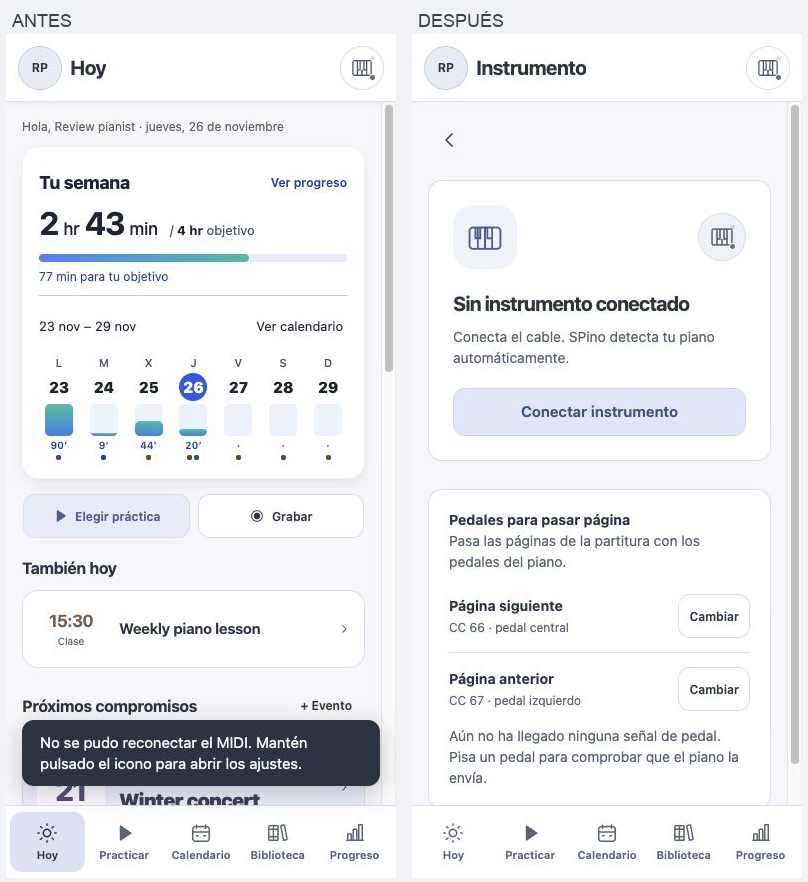 ANTES
RP Hoy
Hola, Review pianist · jueves, 26 de noviembre
Tu semana Ver progreso
2 hr 43 min / 4 hr objetivo
77 min para tu objetivo
23 nov – 29 nov Ver calendario
L M X J V S D
23 24 25 26 27 28 29
90’ 9’ 44’ 20’ · · ·
Elegir práctica Grabar
También hoy
15:30 Weekly piano lesson
Clase
Próximos compromisos + Evento
No se pudo reconectar el MIDI. Mantén
pulsado el icono para abrir los ajustes.
21 Winter concert
Hoy Practicar Calendario Biblioteca Progreso
DESPUÉS
RP Instrumento
Sin instrumento conectado
Conecta el cable. SPino detecta tu piano
automáticamente.
Conectar instrumento
Pedales para pasar página
Pasa las páginas de la partitura con los
pedales del piano.
Página siguiente Cambiar
CC 66 · pedal central
Página anterior Cambiar
CC 67 · pedal izquierdo
Aún no ha llegado ninguna señal de pedal.
Pisa un pedal para comprobar que el piano la
envía.
Hoy Practicar Calendario Biblioteca Progreso